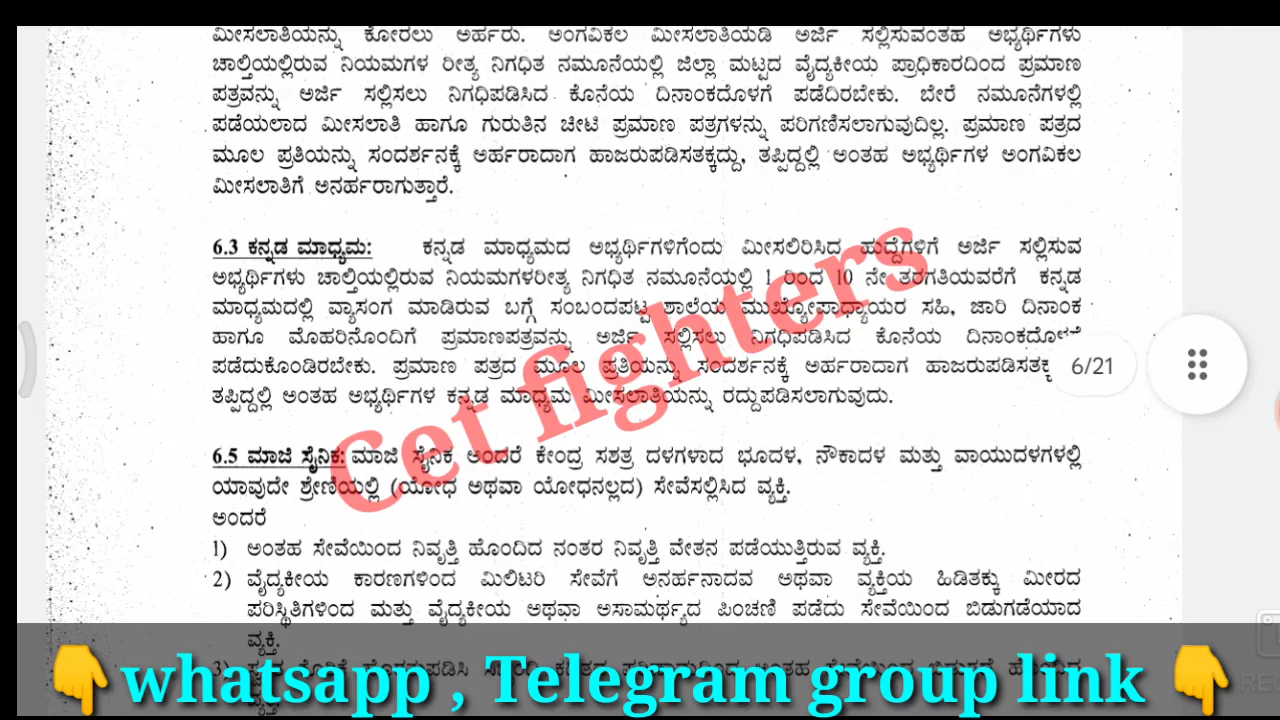 ಮೀಸಲಾತಿಯನ್ನು ಕೋರಲು ಅರ್ಹರು. ಅಂಗವಿಕಲ ಮೀಸಲಾತಿಯಡಿ ಅರ್ಜಿ ಸಲ್ಲಿಸುವಂತಹ ಅಭ್ಯರ್ಥಿಗಳು
ಚಾಲ್ತಿಯಲ್ಲಿರುವ ನಿಯಮಗಳ ರೀತ್ಯ ನಿಗಧಿತ ನಮೂನೆಯಲ್ಲಿ ಜಿಲ್ಲಾ ಮಟ್ಟದ ವೈದ್ಯಕೀಯ ಪ್ರಾಧಿಕಾರದಿಂದ ಪ್ರಮಾಣ
ಪತ್ರವನ್ನು ಅರ್ಜಿ ಸಲ್ಲಿಸಲು ನಿಗಧಿಪಡಿಸಿದ ಕೊನೆಯ ದಿನಾಂಕದೊಳಗೆ ಪಡೆದಿರಬೇಕು. ಬೇರೆ ನಮೂನೆಗಳಲ್ಲಿ
ಪಡೆಯಲಾದ ಮೀಸಲಾತಿ ಹಾಗೂ ಗುರುತಿನ ಚೀಟಿ ಪ್ರಮಾಣ ಪತ್ರಗಳನ್ನು ಪರಿಗಣಿಸಲಾಗುವುದಿಲ್ಲ. ಪ್ರಮಾಣ ಪತ್ರದ
ಮೂಲ ಪ್ರತಿಯನ್ನು ಸಂದರ್ಶನಕ್ಕೆ ಅರ್ಹರಾದಾಗ ಹಾಜರುಪಡಿಸತಕ್ಕದ್ದು, ತಪ್ಪಿದ್ದಲ್ಲಿ ಅಂತಹ ಅಭ್ಯರ್ಥಿಗಳ ಅಂಗವಿಕಲ
ಮೀಸಲಾತಿಗೆ ಅನರ್ಹರಾಗುತ್ತಾರೆ.
6.3 ಕನ್ನಡ ಮಾಧ್ಯಮ: ಕನ್ನಡ ಮಾಧ್ಯಮದ ಅಭ್ಯರ್ಥಿಗಳಿಗೆಂದು ಮೀಸಲಿರಿಸಿದ ಹುದ್ದೆಗಳಿಗೆ ಅರ್ಜಿ ಸಲ್ಲಿಸುವ
ಅಭ್ಯರ್ಥಿಗಳು ಚಾಲ್ತಿಯಲ್ಲಿರುವ ನಿಯಮಗಳರೀತ್ಯ ನಿಗಧಿತ ನಮೂನೆಯಲ್ಲಿ 1 ರಿಂದ 10 ನೇ ತರಗತಿಯವರೆಗೆ ಕನ್ನಡ
ಮಾಧ್ಯಮದಲ್ಲಿ ವ್ಯಾಸಂಗ ಮಾಡಿರುವ ಬಗ್ಗೆ ಸಂಬಂದಪಟ್ಟ ಶಾಲೆಯ ಮುಖ್ಯೋಪಾಧ್ಯಾಯರ ಸಹಿ, ಜಾರಿ ದಿನಾಂಕ
ಹಾಗೂ ಮೊಹರಿನೊಂದಿಗೆ ಪ್ರಮಾಣಪತ್ರವನ್ನು ಅರ್ಜಿ ಸಲ್ಲಿಸಲು ನಿಗಧಿಪಡಿಸಿದ ಕೊನೆಯ
ಪಡೆದುಕೊಂಡಿರಬೇಕು. ಪ್ರಮಾಣ ಪತ್ರದ ಮೂಲ ಪ್ರತಿಯನ್ನು ಸಂದರ್ಶನಕ್ಕೆ ಅರ್ಹರಾದಾಗ 6/21
ತಪ್ಪಿದ್ದಲ್ಲಿ ಅಂತಹ ಅಭ್ಯರ್ಥಿಗಳ ಕನ್ನಡ ಮಾಧ್ಯಮ ಮೀಸಲಾತಿಯನ್ನು ರದ್ದುಪಡಿಸಲಾಗುವುದು.
Cet fighters
6.5 ಮಾಜಿ ಸೈನಿಕ: ಮಾಜಿ ಸೈನಿಕ ಅಂದರೆ ಕೇಂದ್ರ ಸಶತ್ರ ದಳಗಳಾದ ಭೂದಳ, ನೌಕಾದಳ ಮತ್ತು ವಾಯುದಳಗಳಲ್ಲಿ
ಯಾವುದೇ ಶ್ರೇಣಿಯಲ್ಲಿ (ಯೋಧ ಅಥವಾ ಯೋಧನಲ್ಲದ) ಸೇವೆಸಲ್ಲಿಸಿದ ವ್ಯಕ್ತಿ.
ಅಂದರೆ
1) ಅಂತಹ ಸೇವೆಯಿಂದ ನಿವೃತ್ತಿ ಹೊಂದಿದ ನಂತರ ನಿವೃತ್ತಿ ವೇತನ ಪಡೆಯುತ್ತಿರುವ ವ್ಯಕ್ತಿ.
2) ವೈದ್ಯಕೀಯ ಕಾರಣಗಳಿಂದ ಮಿಲಿಟರಿ ಸೇವೆಗೆ ಅನರ್ಹನಾದವ ಅಥವಾ ವ್ಯಕ್ತಿಯ ಹಿಡಿತಕ್ಕು ಮೀರದ
ಪರಿಸ್ಥಿತಿಗಳಿಂದ ಮತ್ತು ವೈದ್ಯಕೀಯ ಅಥವಾ ಅಸಾಮರ್ಥ್ಯದ ಪಿಂಚಣಿ ಪಡೆದು ಸೇವೆಯಿಂದ ಬಿಡುಗಡೆಯಾದ
ವ್ಯಕ್ತಿ.
3)
whatsapp , Telegram group link